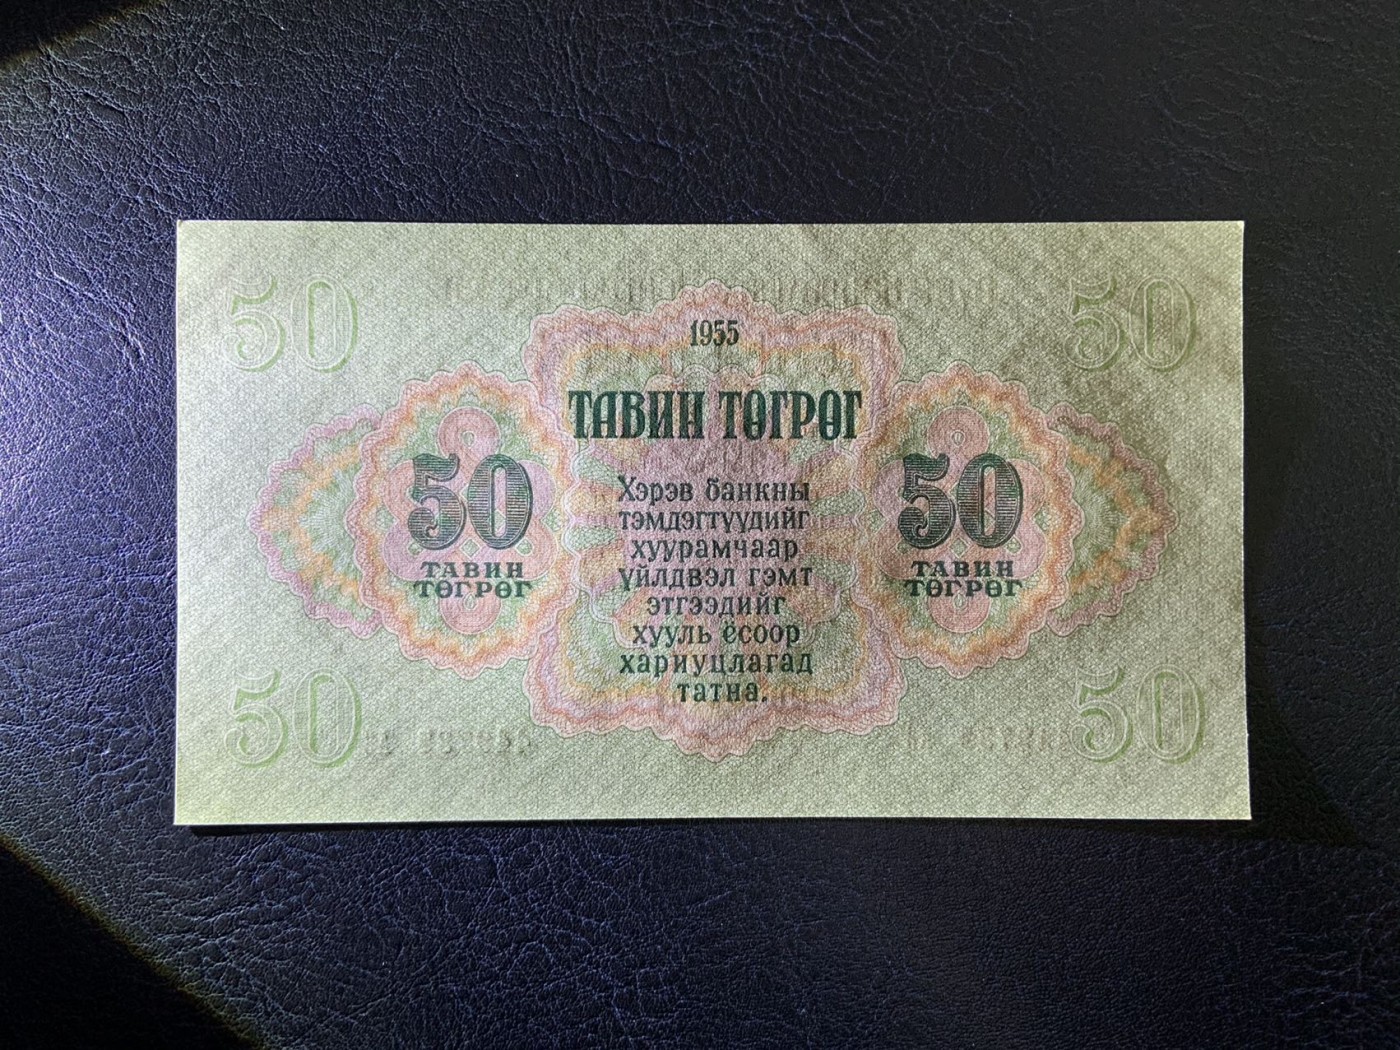 50 50
1955
ТАВИН ТӨГРӨГ
50 50
ТАВИН
ТӨГРӨГ
Хэрэв банкны
тэмдэгтүүдийг
хуурамчаар
үйлдвэл гэмт
этгээдийг
хууль ёсоор
хариуцлагад
татна.
ТАВИН
ТӨГРӨГ
50 50